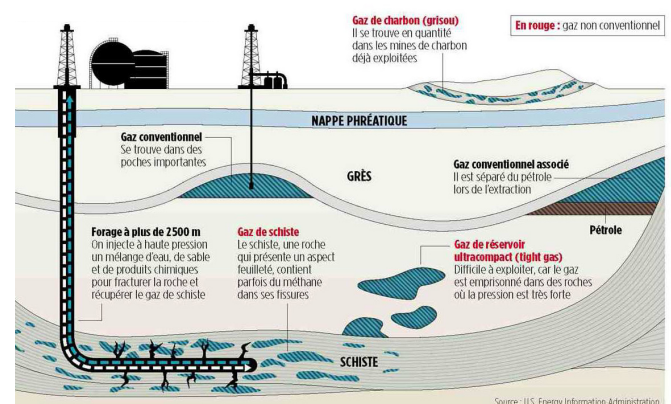 Gaz de charbon (grisou)
Il se trouve en quantité
dans les mines de charbon
déjà exploitées
En rouge : gaz non conventionnel
NAPPE PHRÉATIQUE
Gaz conventionnel
Se trouve dans des
poches importantes
GRÈS
Gaz conventionnel associé
Il est séparé du pétrole
lors de l'extraction
Pétrole
Forage à plus de 2500 m
On injecte à haute pression
un mélange d'eau, de sable
et de produits chimiques
pour fracturer la roche et
récupérer le gaz de schiste
Gaz de schiste
Le schiste, une roche
qui présente un aspect
feuilleté, contient
parfois du méthane
dans ses fissures
Gaz de réservoir
ultracompact (tight gas)
Difficile à exploiter, car le gaz
est emprisonné dans des roches
où la pression est très forte
SCHISTE
Source : U.S. Energy Information Administration